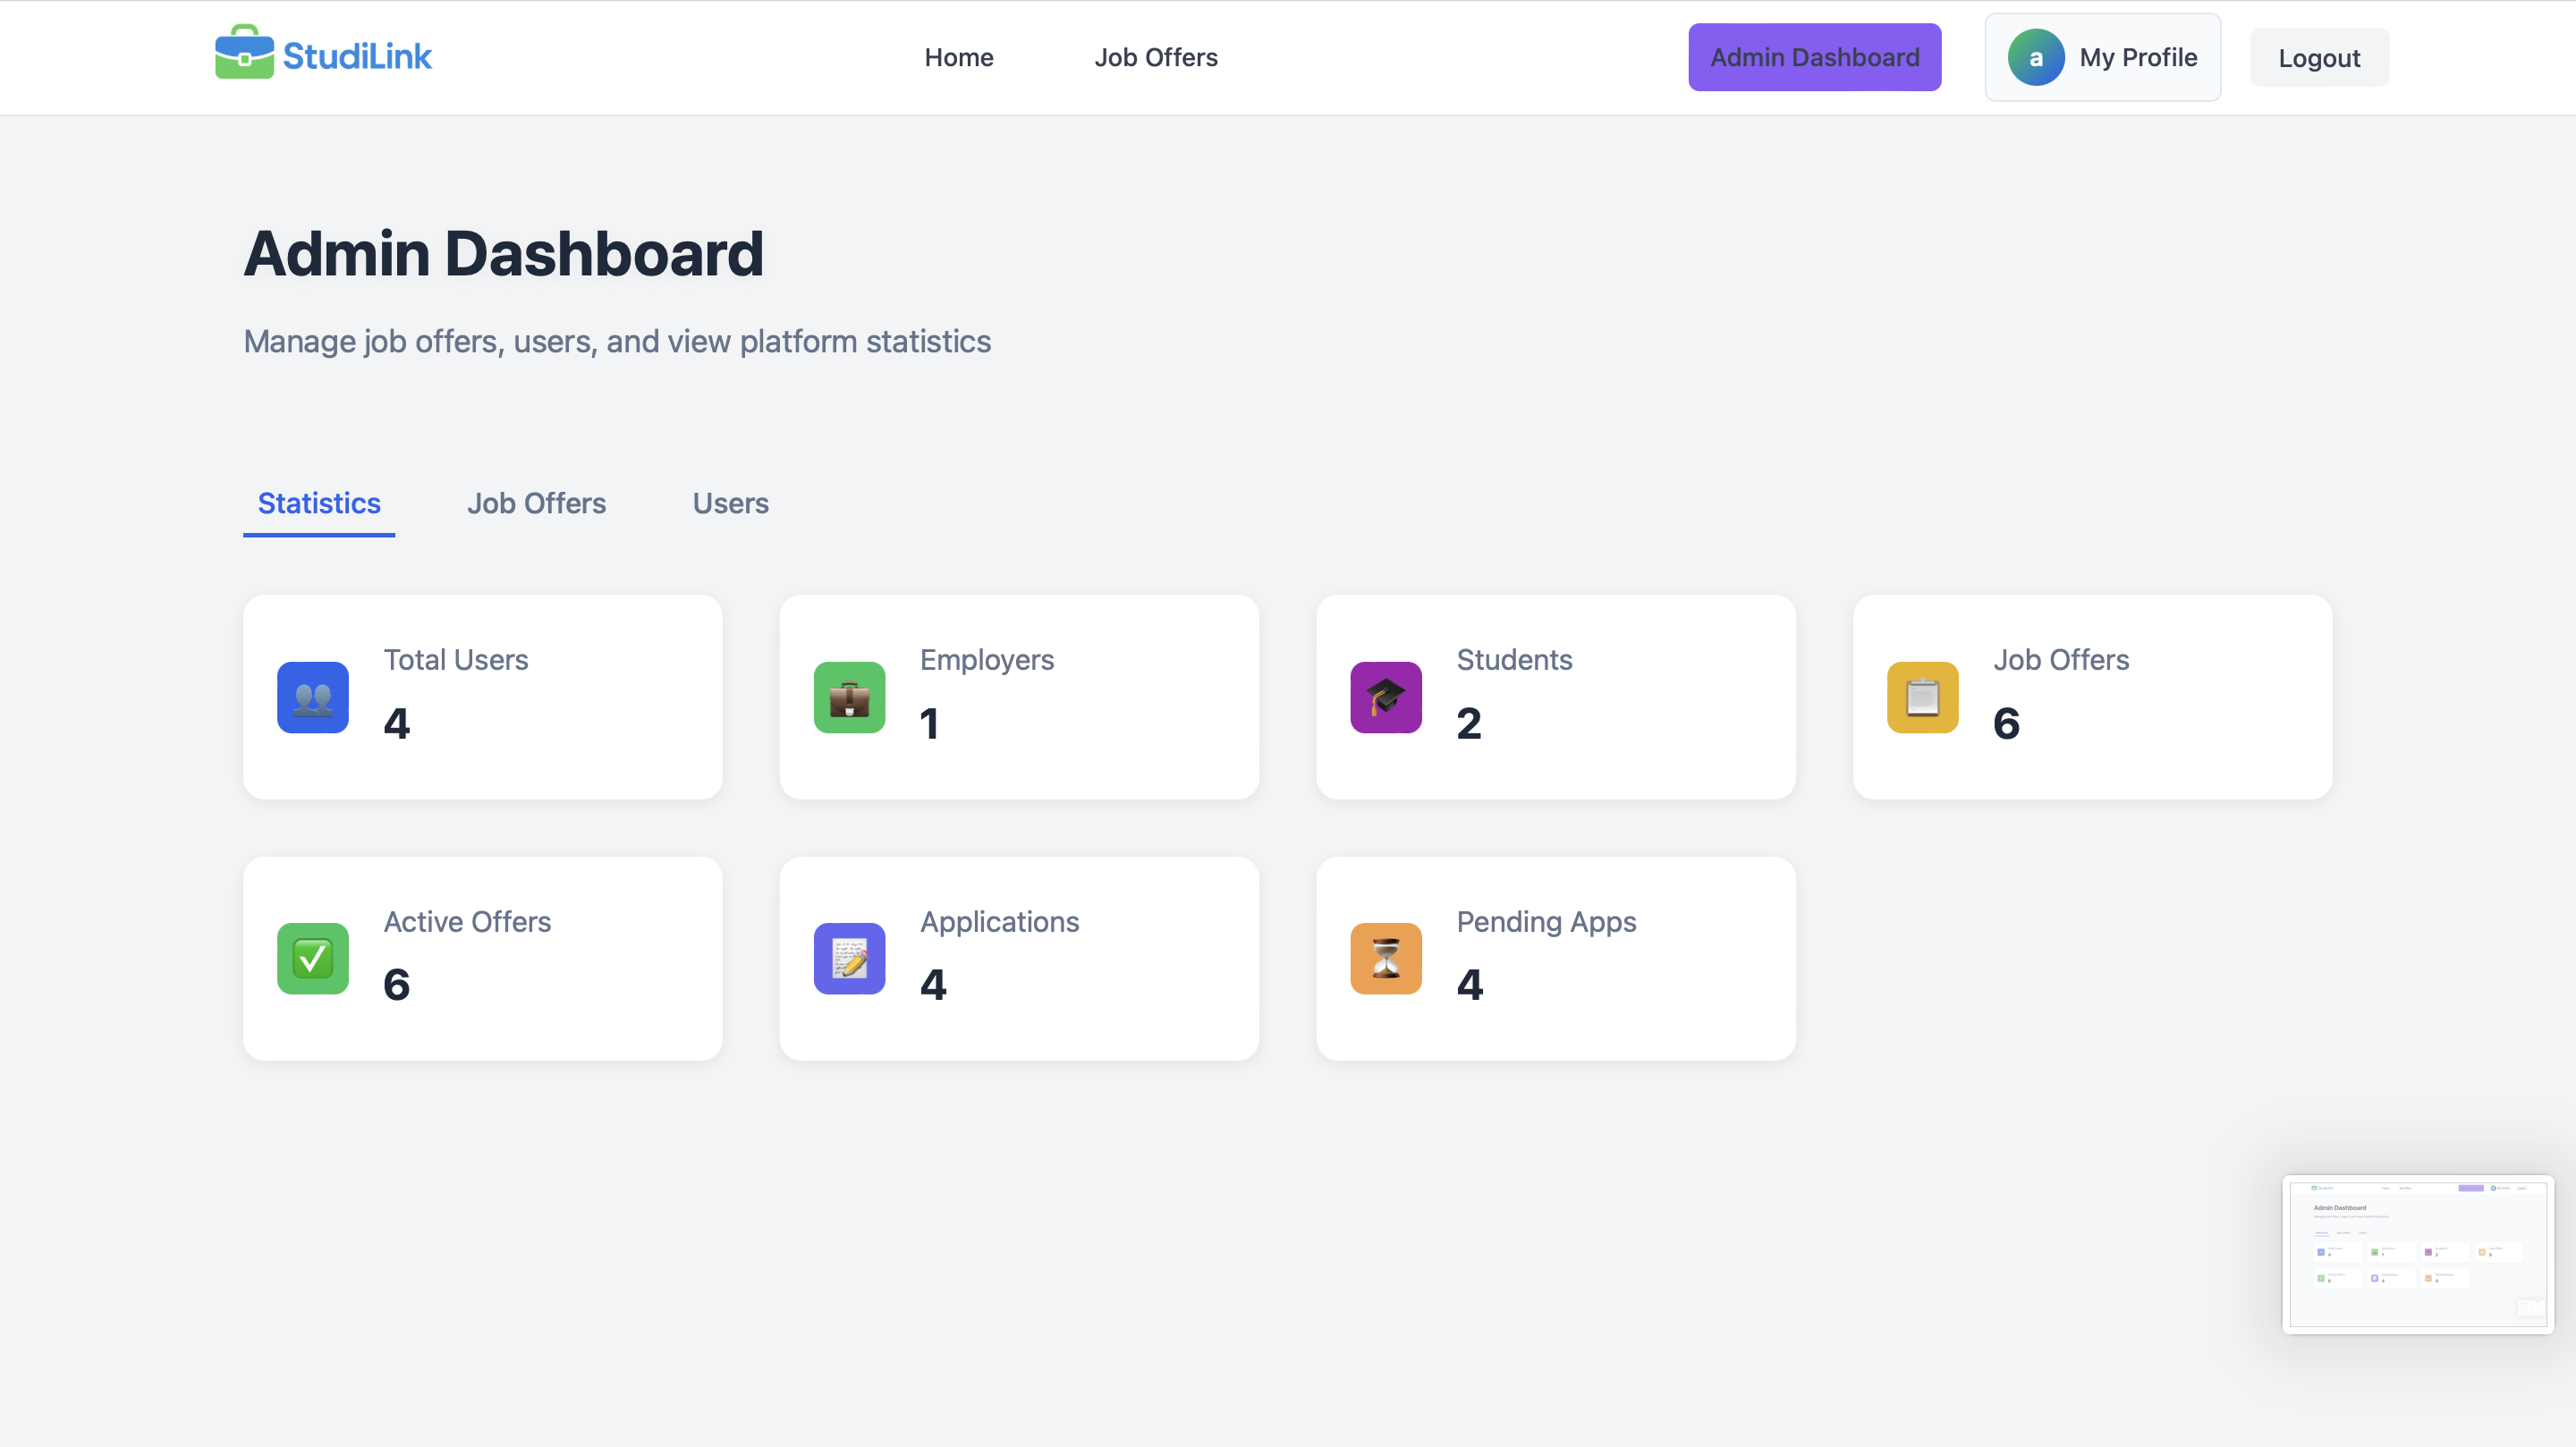 StudiLink
Home
Job Offers
Admin Dashboard
a
My Profile
Logout
Admin Dashboard
Manage job offers, users, and view platform statistics
Statistics
Job Offers
Users
Total Users
4
Employers
1
Students
2
Job Offers
6
Active Offers
6
Applications
4
Pending Apps
4
Admin Dashboard